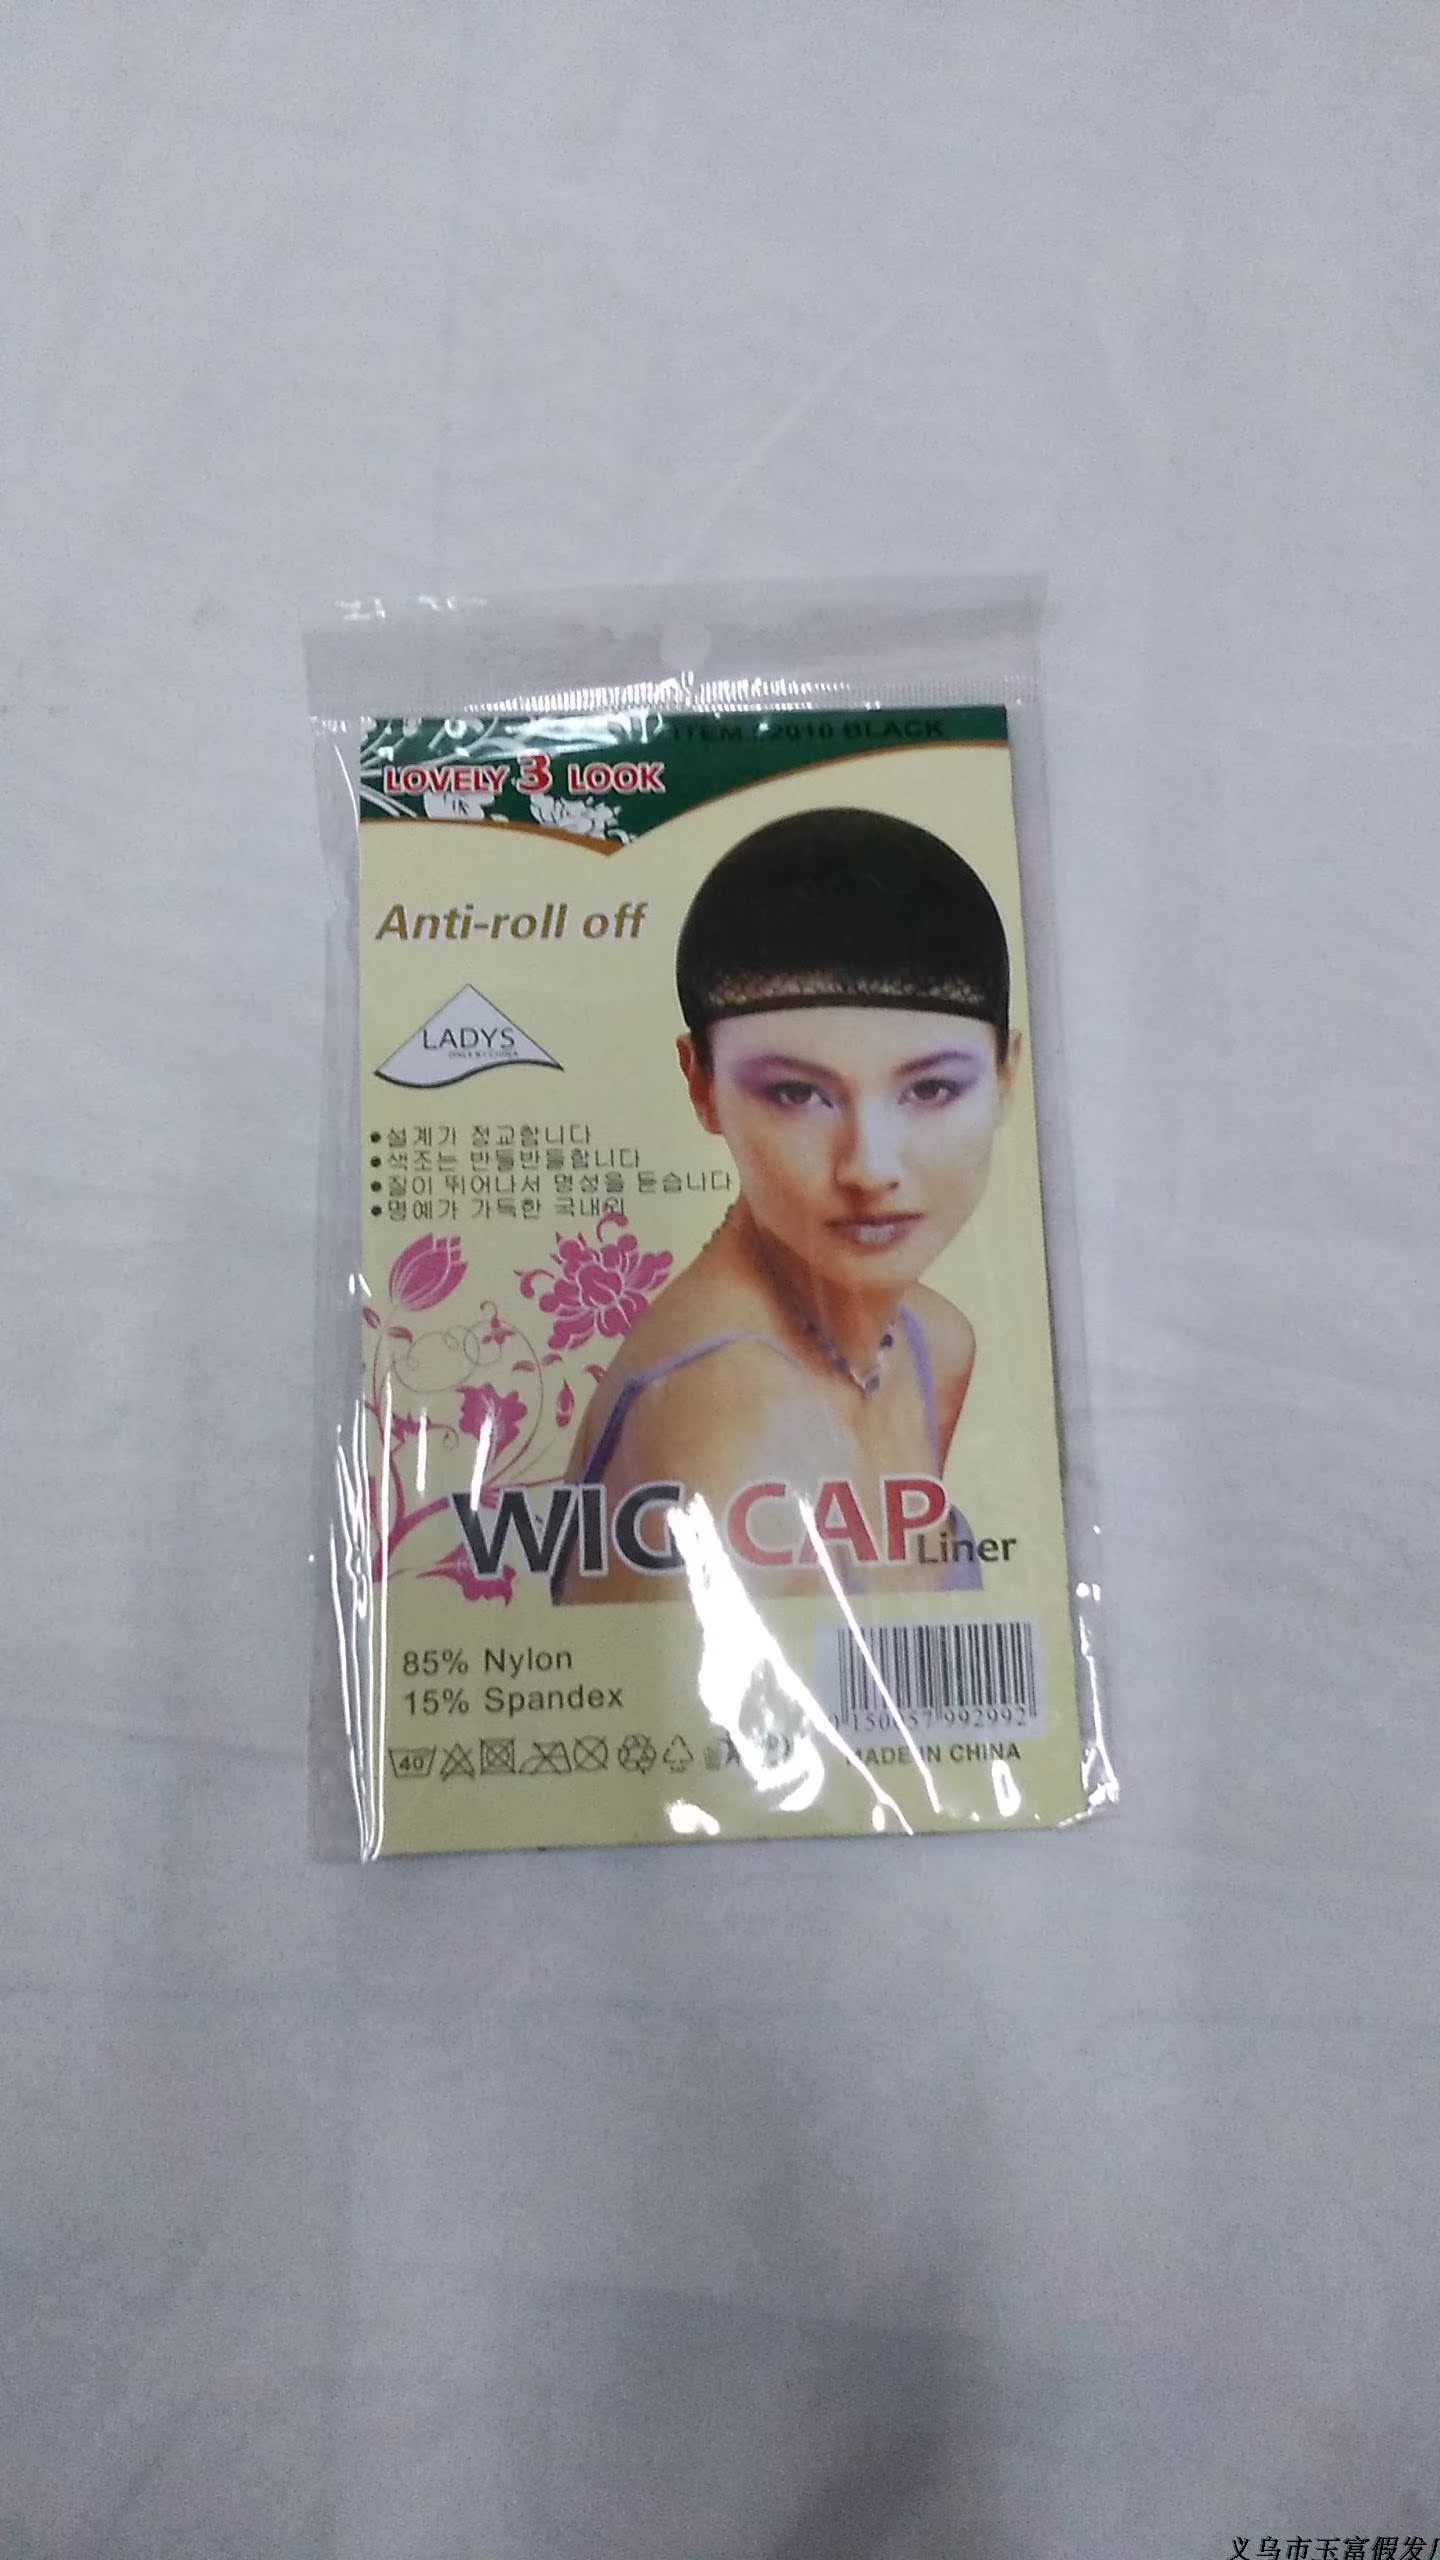 ITEM.:2010 BLACK
LOVELY 3 LOOK
Anti-roll off
LADYS
●설계가 정교합니다
●색조는 반들반들합니다
●질이 뛰어나서 명성을 듣습니다
●명예가 가득한 국내외
WIG CAP
Liner
85% Nylon
15% Spandex
40
992992
MADE IN CHINA
义乌市玉富假发厂